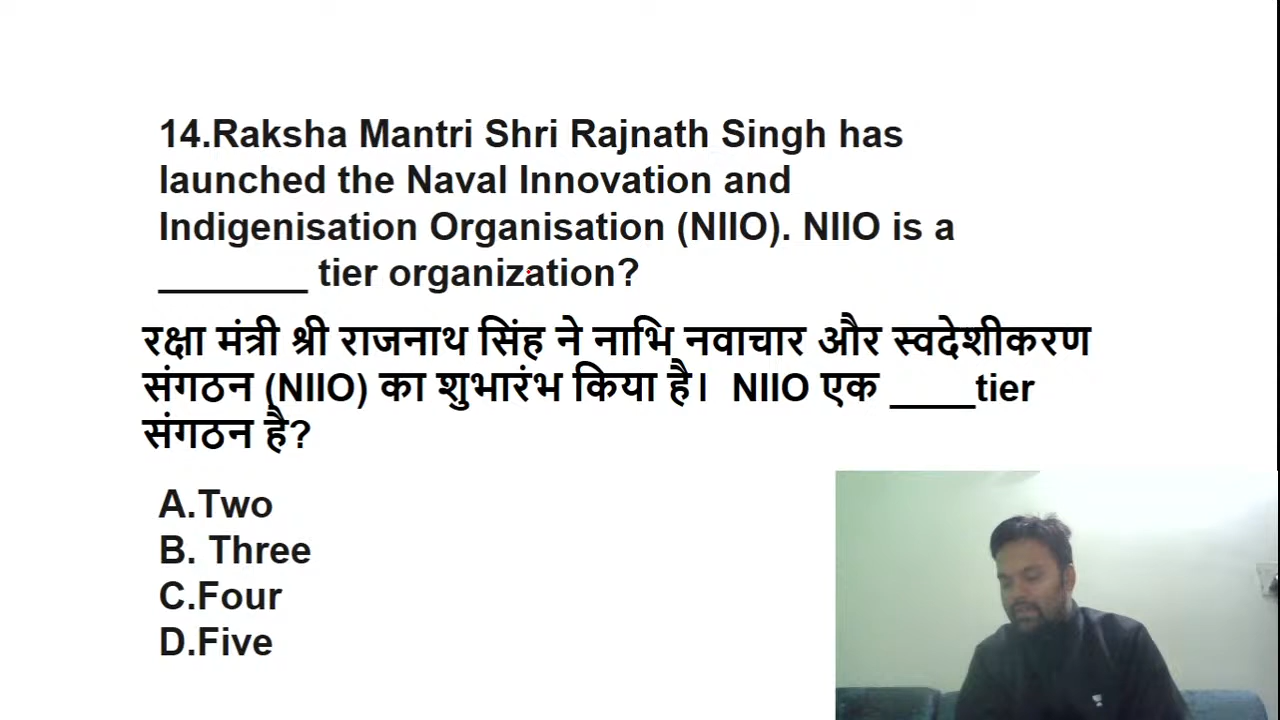 14.Raksha Mantri Shri Rajnath Singh has
launched the Naval Innovation and
Indigenisation Organisation (NIIO). NIIO is a
_______ tier organization?
रक्षा मंत्री श्री राजनाथ सिंह ने नाभि नवाचार और स्वदेशीकरण
संगठन (NIIO) का शुभारंभ किया है। NIIO एक ____tier
संगठन है?
A.Two
B. Three
C.Four
D.Five